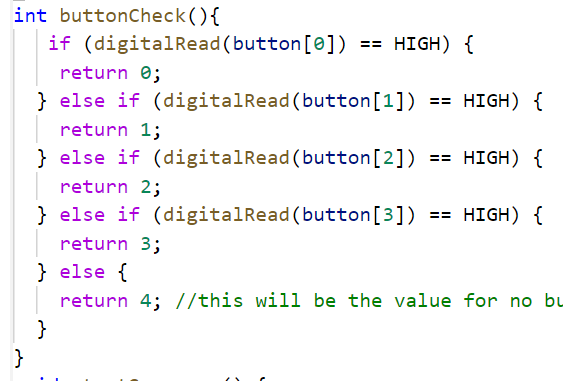 int buttonCheck(){
if (digitalRead(button[0]) == HIGH) {
return 0;
} else if (digitalRead(button[1]) == HIGH) {
return 1;
} else if (digitalRead(button[2]) == HIGH) {
return 2;
} else if (digitalRead(button[3]) == HIGH) {
return 3;
} else {
return 4; //this will be the value for no bu
}
}